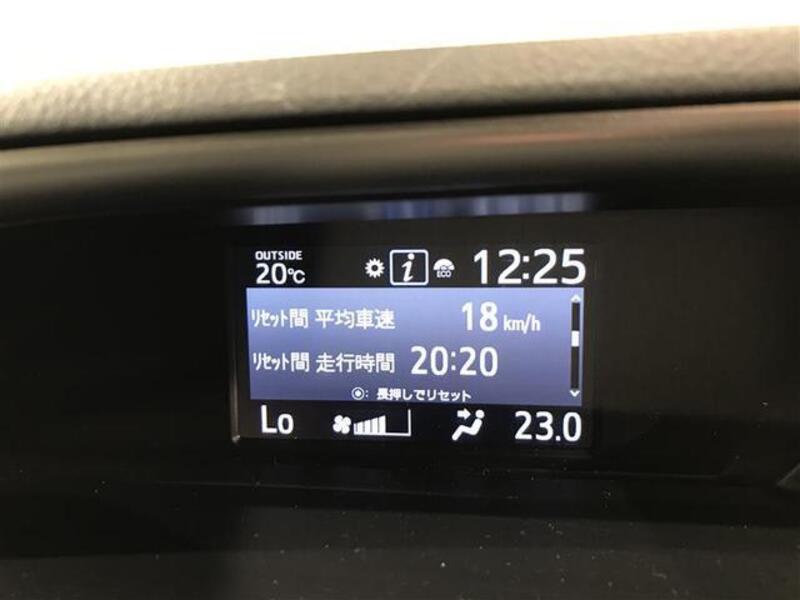 OUTSIDE
20℃ i ECO 12:25
ﾘｾｯﾄ間 平均車速 18 km/h
ﾘｾｯﾄ間 走行時間 20:20
◉: 長押しでリセット
Lo 23.0